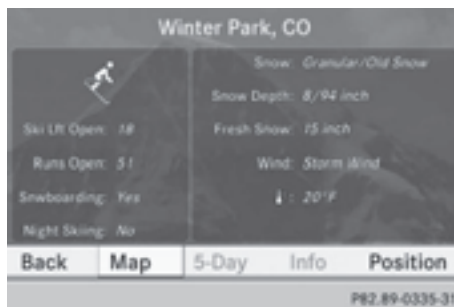 Winter Park, CO
Ski Lft Open: 18
Runs Open: 51
Snwboarding: Yes
Night Skiing: No
Snow: Granular/Old Snow
Snow Depth: 8/94 inch
Fresh Snow: 15 inch
Wind: Storm Wind
: 20°F
Back Map 5-Day Info Position
P82.89-0335-31